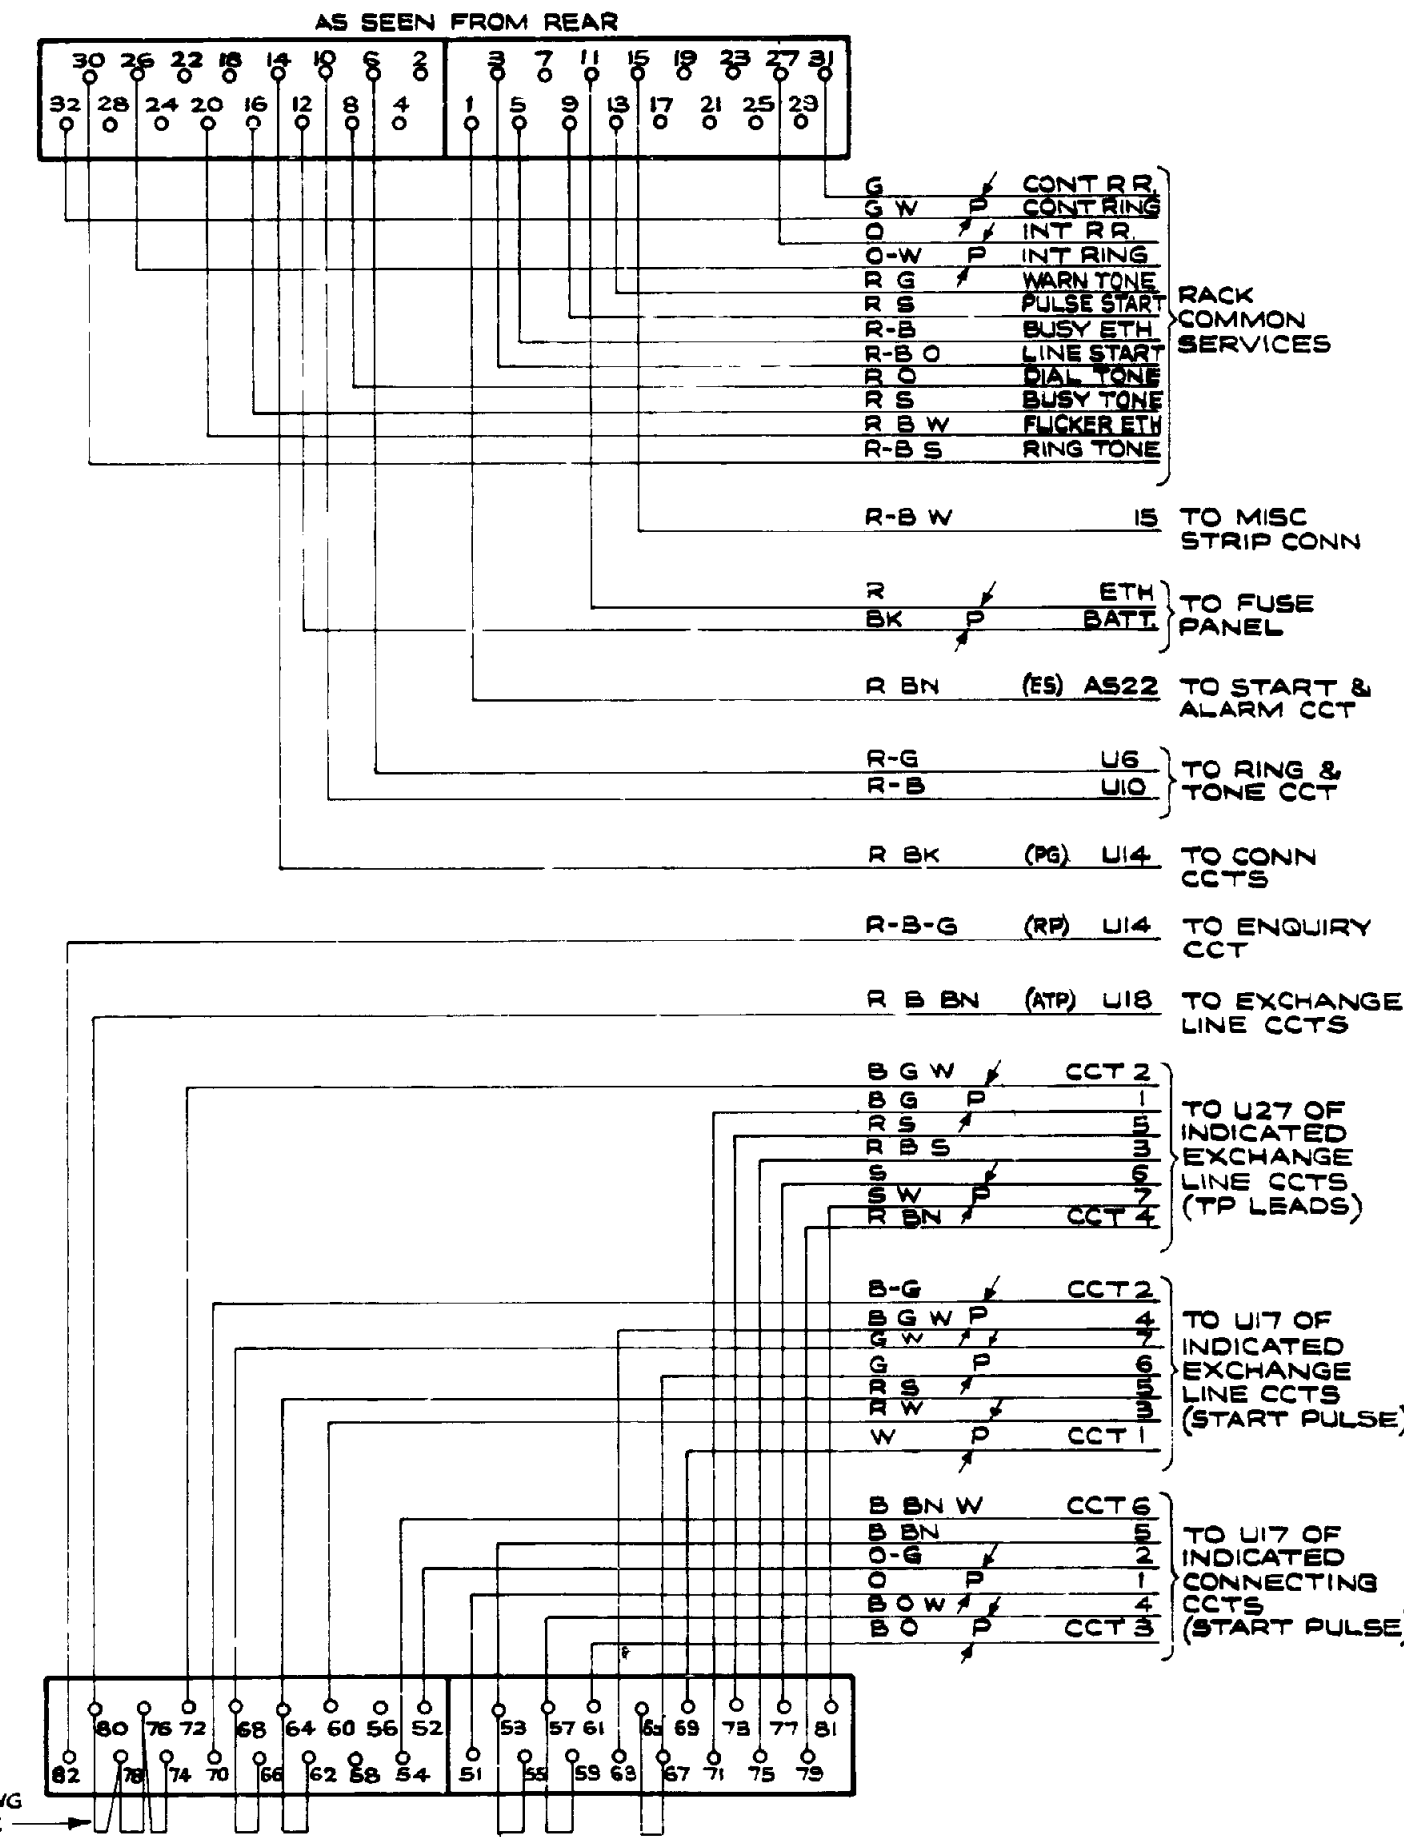 AS SEEN FROM REAR
30 26 22 18 14 10 6 2 3 7 11 15 19 23 27 31
32 28 24 20 16 12 8 4 1 5 9 13 17 21 25 29
G CONT R R.
G W P CONT RING
O INT R R.
O-W P INT RING
R G WARN TONE
R S PULSE START
R-B BUSY ETH
R-B O LINE START
R O DIAL TONE
R S BUSY TONE
R B W FLICKER ETH
R-B S RING TONE
RACK
COMMON
SERVICES
R-B W 15 TO MISC
STRIP CONN
R ETH
BK P BATT.
TO FUSE
PANEL
R BN (ES) AS22 TO START &
ALARM CCT
R-G U6
R-B U10
TO RING &
TONE CCT
R BK (PG) U14 TO CONN
CCTS
R-B-G (RP) U14 TO ENQUIRY
CCT
R B BN (ATP) U18 TO EXCHANGE
LINE CCTS
B G W CCT 2
B G P 1
R S 5
R B S 3
S 6
S W P 7
R BN CCT 4
TO U27 OF
INDICATED
EXCHANGE
LINE CCTS
(TP LEADS)
B-G CCT 2
B G W P 4
G W 7
G P 6
R S 5
R W 3
W P CCT 1
TO U17 OF
INDICATED
EXCHANGE
LINE CCTS
(START PULSE)
B BN W CCT 6
B BN 5
O-G 2
O P 1
B O W 4
B O P CCT 3
TO U17 OF
INDICATED
CONNECTING
CCTS
(START PULSE)
80 76 72 68 64 60 56 52 53 57 61 65 69 73 77 81
82 78 74 70 66 62 58 54 51 55 59 63 67 71 75 79